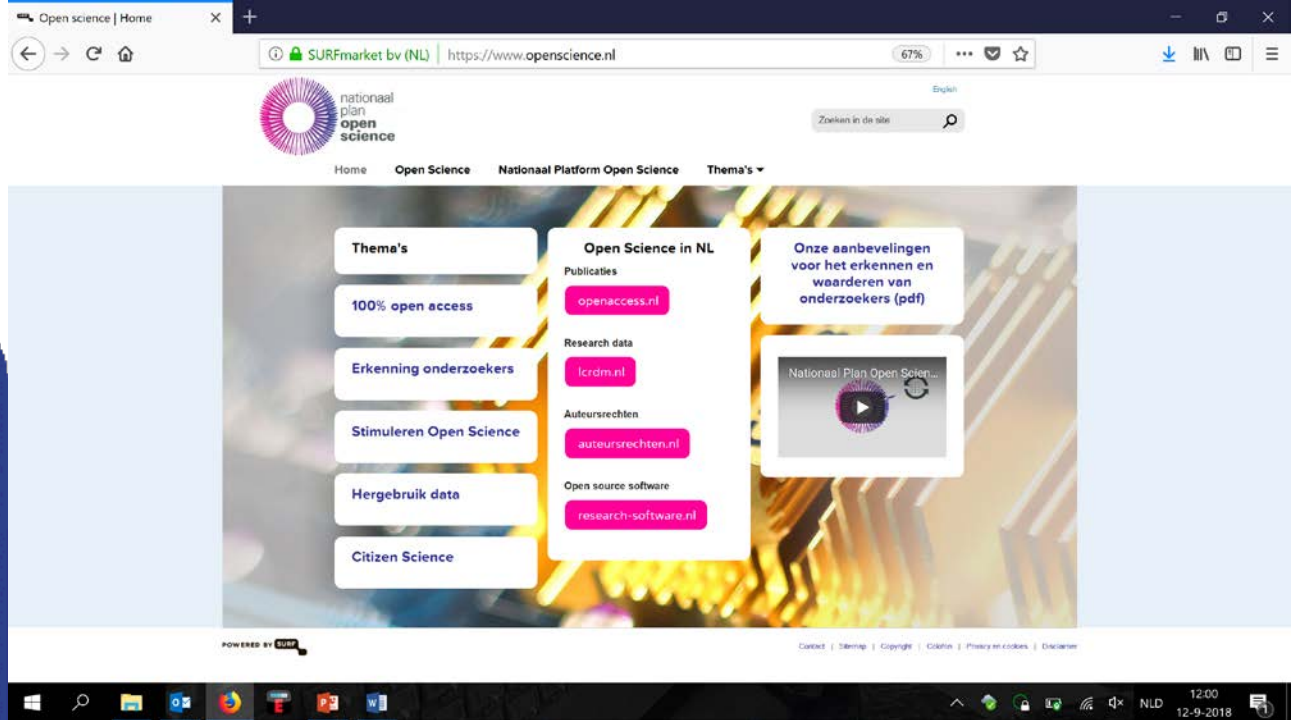 Open science | Home
SURFmarket bv (NL)
https://www.openscience.nl
67%
nationaal
plan
open
science
English
Zoeken in de site
Home
Open Science
Nationaal Platform Open Science
Thema's
Thema's
100% open access
Erkenning onderzoekers
Stimuleren Open Science
Hergebruik data
Citizen Science
Open Science in NL
Publicaties
openaccess.nl
Research data
lcrdm.nl
Auteursrechten
auteursrechten.nl
Open source software
research-software.nl
Onze aanbevelingen
voor het erkennen en
waarderen van
onderzoekers (pdf)
Nationaal Plan Open Scien...
POWERED BY SURF
Contact | Sitemap | Copyright | Colofon | Privacy en cookies | Disclaimer
NLD
12:00
12-9-2018